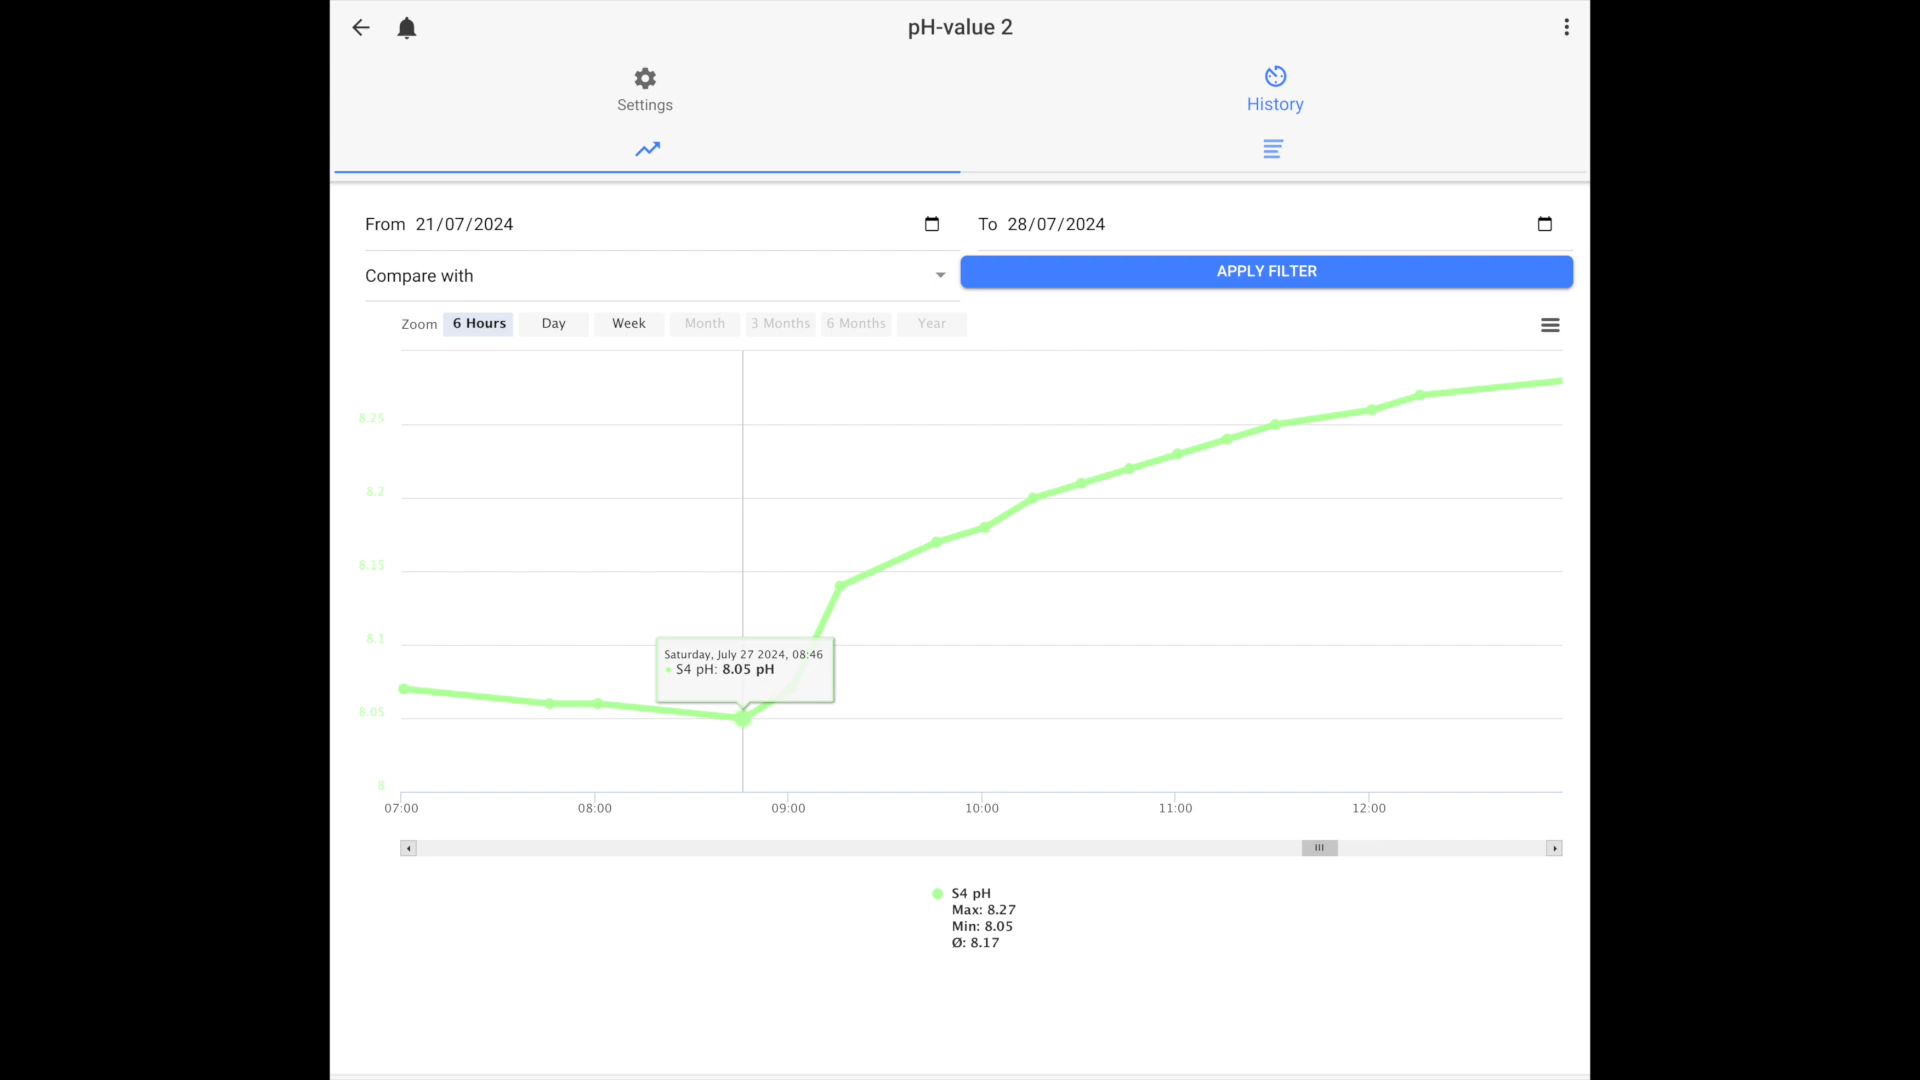 pH-value 2
Settings
History
From 21/07/2024
To 28/07/2024
Compare with
APPLY FILTER
Zoom 6 Hours Day Week Month 3 Months 6 Months Year
8.25
8.2
8.15
8.1
8.05
8
Saturday, July 27 2024, 08:46
S4 pH: 8.05 pH
07:00 08:00 09:00 10:00 11:00 12:00
S4 pH
Max: 8.27
Min: 8.05
Ø: 8.17